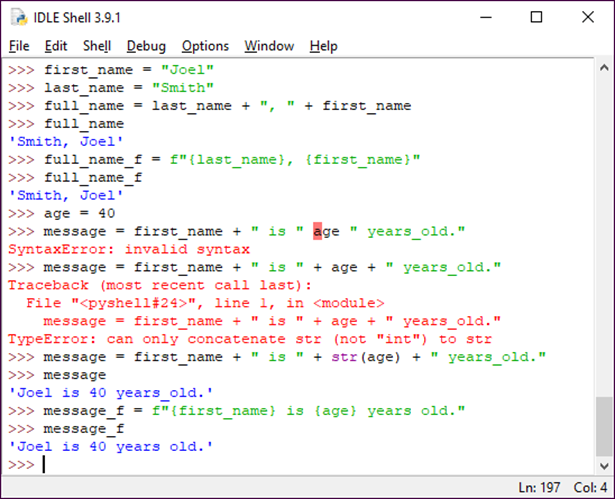 IDLE Shell 3.9.1
File Edit Shell Debug Options Window Help
>>> first_name = "Joel"
>>> last_name = "Smith"
>>> full_name = last_name + ", " + first_name
>>> full_name
'Smith, Joel'
>>> full_name_f = f"{last_name}, {first_name}"
>>> full_name_f
'Smith, Joel'
>>> age = 40
>>> message = first_name + " is " age " years_old."
SyntaxError: invalid syntax
>>> message = first_name + " is " + age + " years_old."
Traceback (most recent call last):
  File "<pyshell#24>", line 1, in <module>
    message = first_name + " is " + age + " years_old."
TypeError: can only concatenate str (not "int") to str
>>> message = first_name + " is " + str(age) + " years_old."
>>> message
'Joel is 40 years_old.'
>>> message_f = f"{first_name} is {age} years old."
>>> message_f
'Joel is 40 years old.'
>>>
Ln: 197 Col: 4